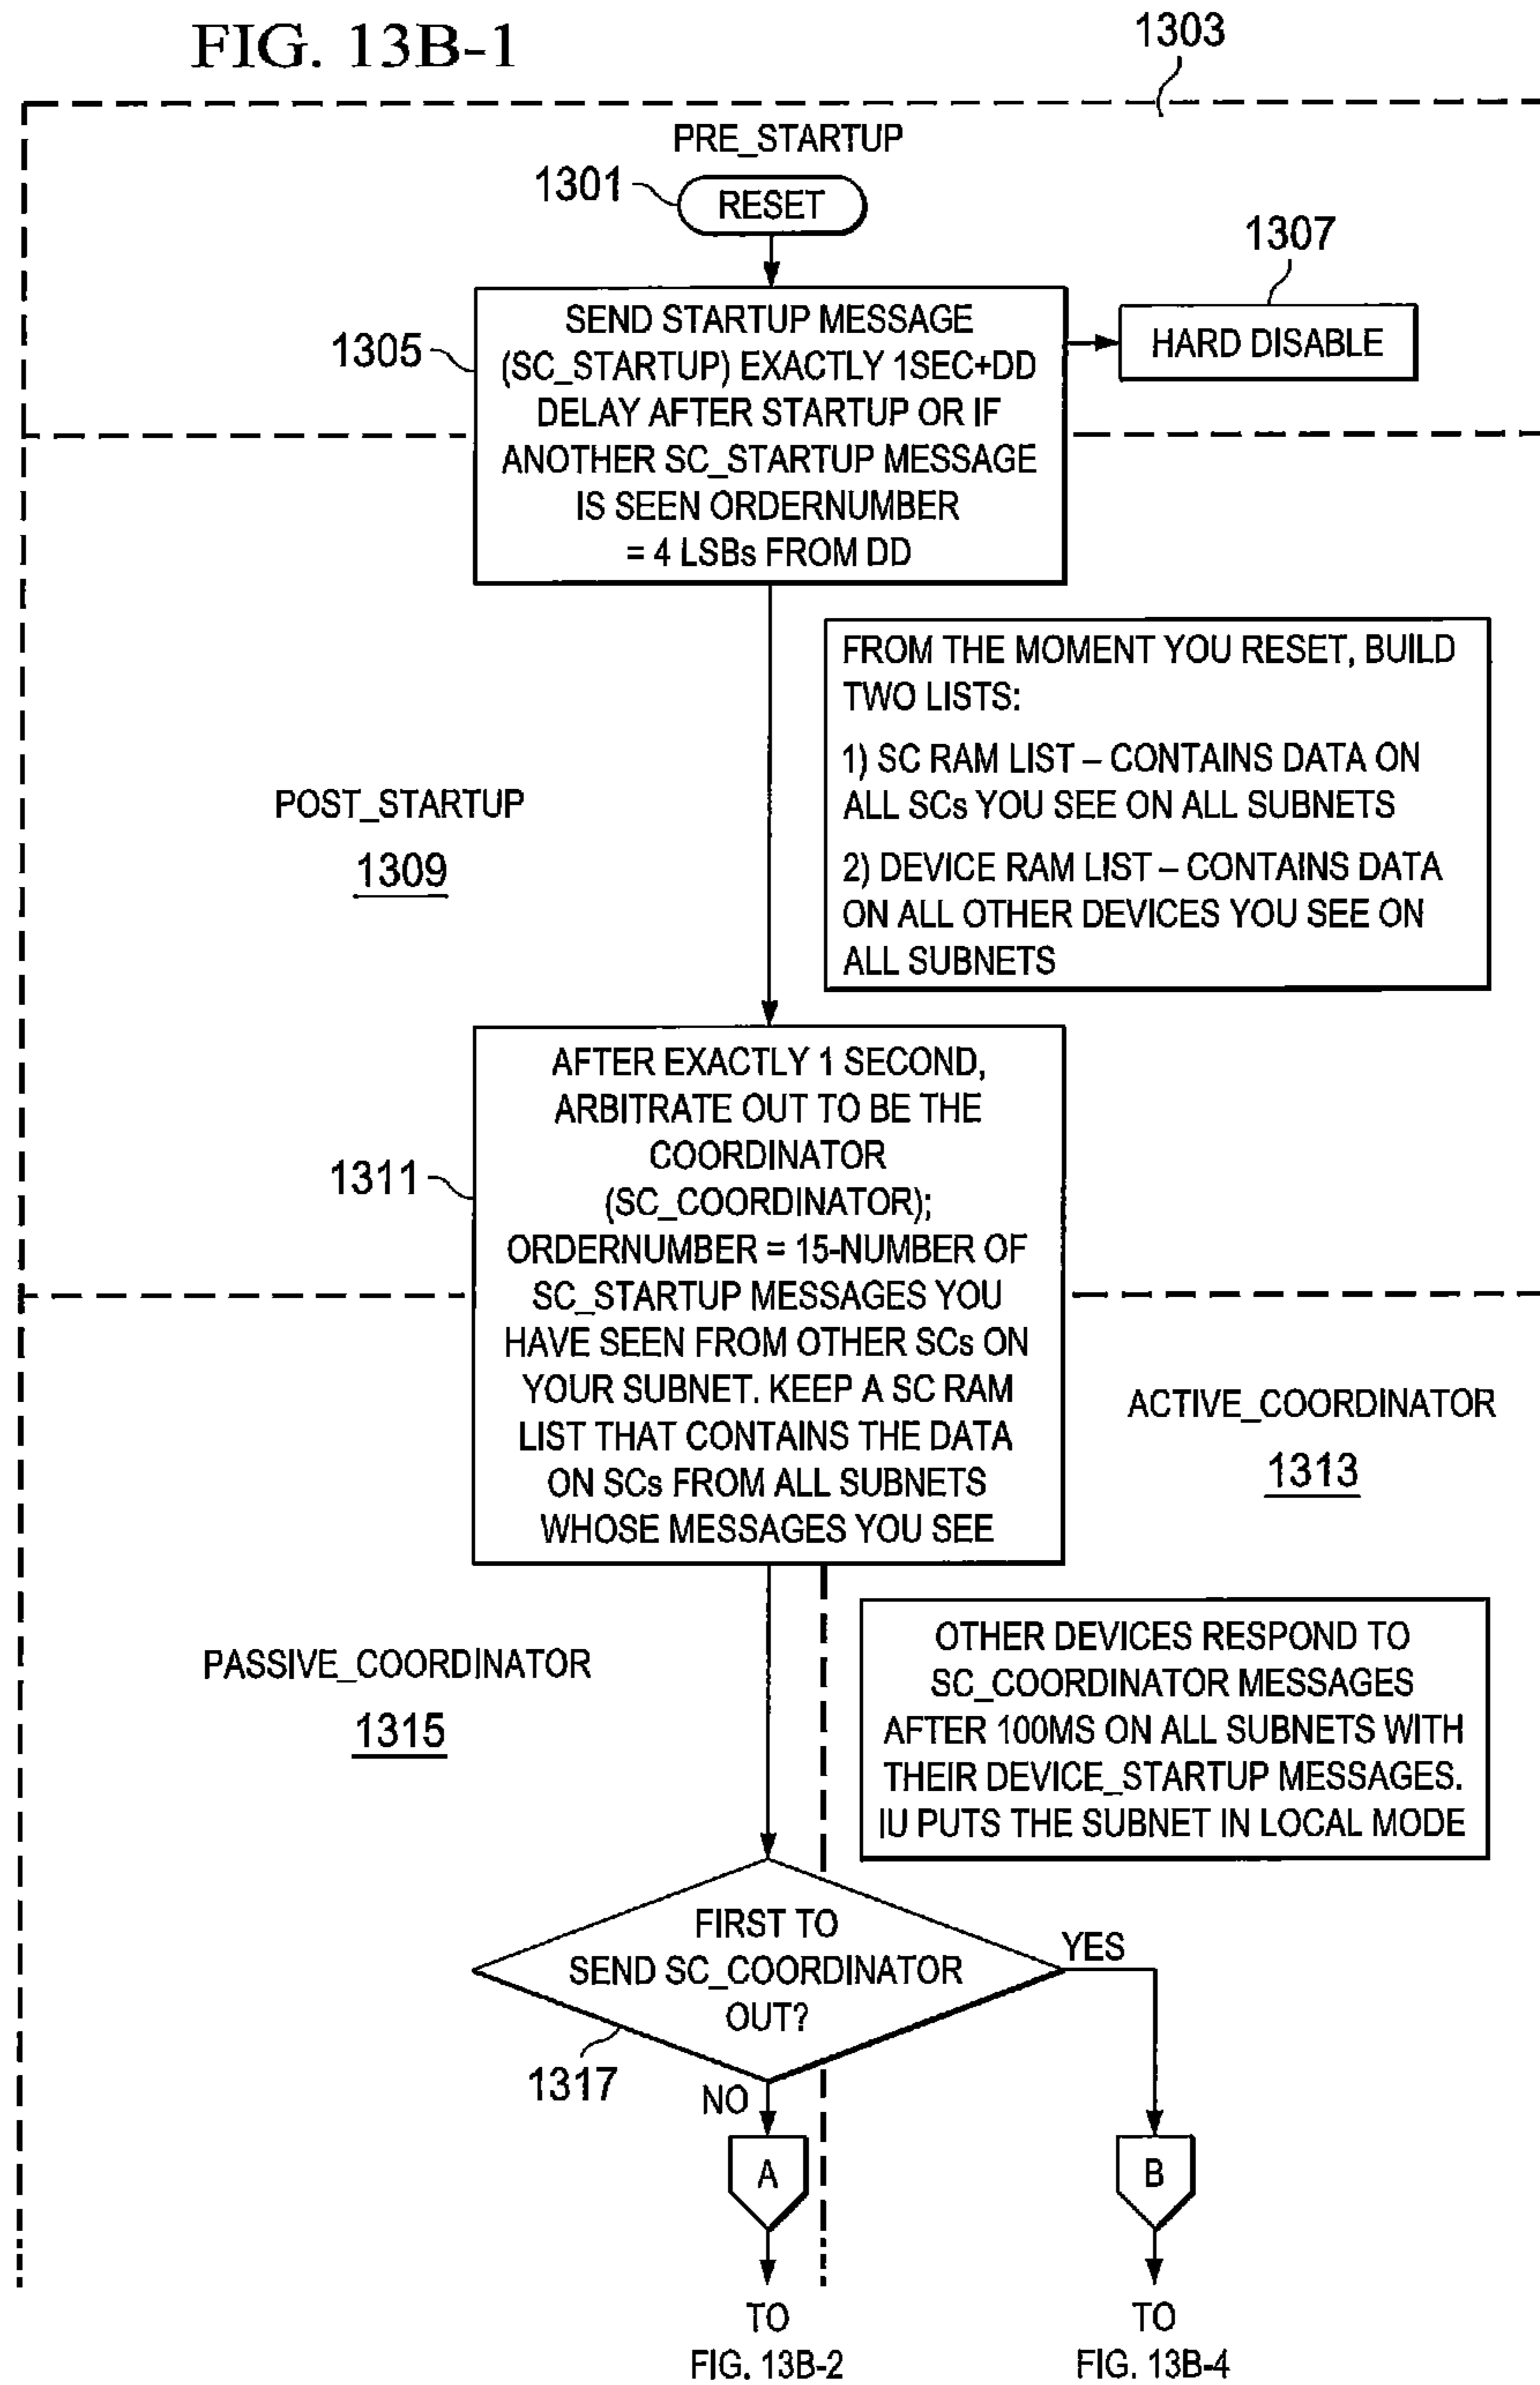 FIG. 13B-1
1303
PRE_STARTUP
1301
RESET
1307
HARD DISABLE
1305
SEND STARTUP MESSAGE
(SC_STARTUP) EXACTLY 1SEC+DD
DELAY AFTER STARTUP OR IF
ANOTHER SC_STARTUP MESSAGE
IS SEEN ORDERNUMBER
= 4 LSBs FROM DD
FROM THE MOMENT YOU RESET, BUILD
TWO LISTS:
1) SC RAM LIST – CONTAINS DATA ON
ALL SCs YOU SEE ON ALL SUBNETS
2) DEVICE RAM LIST – CONTAINS DATA
ON ALL OTHER DEVICES YOU SEE ON
ALL SUBNETS
POST_STARTUP
1309
1311
AFTER EXACTLY 1 SECOND,
ARBITRATE OUT TO BE THE
COORDINATOR
(SC_COORDINATOR);
ORDERNUMBER = 15-NUMBER OF
SC_STARTUP MESSAGES YOU
HAVE SEEN FROM OTHER SCs ON
YOUR SUBNET. KEEP A SC RAM
LIST THAT CONTAINS THE DATA
ON SCs FROM ALL SUBNETS
WHOSE MESSAGES YOU SEE
ACTIVE_COORDINATOR
1313
PASSIVE_COORDINATOR
1315
OTHER DEVICES RESPOND TO
SC_COORDINATOR MESSAGES
AFTER 100MS ON ALL SUBNETS WITH
THEIR DEVICE_STARTUP MESSAGES.
IU PUTS THE SUBNET IN LOCAL MODE
FIRST TO
SEND SC_COORDINATOR
OUT?
YES
1317
NO
A
B
TO
FIG. 13B-2
TO
FIG. 13B-4